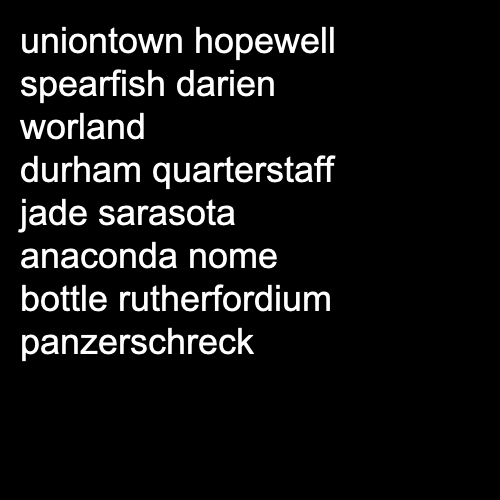 uniontown hopewell
spearfish darien
worland
durham quarterstaff
jade sarasota
anaconda nome
bottle rutherfordium
panzerschreck